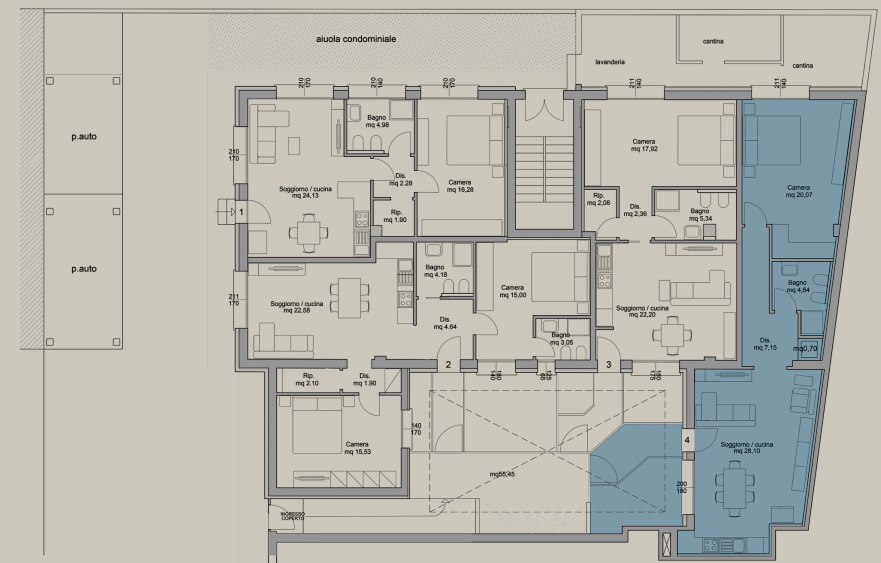 aiuola condominiale
lavanderia
cantina
cantina
p.auto
p.auto
210
170
210
140
210
170
211
140
211
140
210
170
211
170
Bagno
mq 4.98
Camera
mq 16,28
Dis.
mq 2.28
Soggiorno / cucina
mq 24,13
Rip.
mq 1.90
1
Camera
mq 17,92
Camera
mq 20,07
Rip.
mq 2,08
Dis.
mq 2,36
Bagno
mq 5,34
Bagno
mq 4.18
Soggiorno / cucina
mq 22,58
Camera
mq 15,00
Soggiorno / cucina
mq 22,20
Bagno
mq 4,64
Dis.
mq 4.64
Bagno
mq 3.05
Dis.
mq 7,15
mq0,70
2
3
140
180
65
125
175
180
Rip.
mq 2.10
Dis.
mq 1.90
140
170
Camera
mq 15,53
4
Soggiorno / cucina
mq 28,10
mq55,45
200
180
INGRESSO
COPERTO